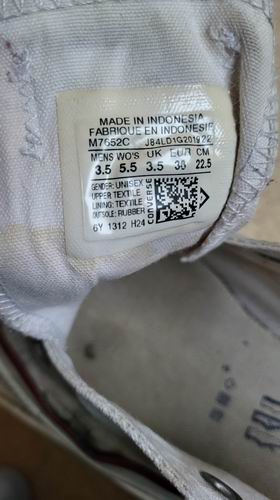 MADE IN INDONESIA
FABRIQUE EN INDONESIE
M7652C J84LD1G201922
MENS WO'S UK EUR CM
3.5 5.5 3.5 36 22.5
GENDER: UNISEX
UPPER: TEXTILE
LINING: TEXTILE
OUTSOLE: RUBBER
CONVERSE
6Y 1312 H24